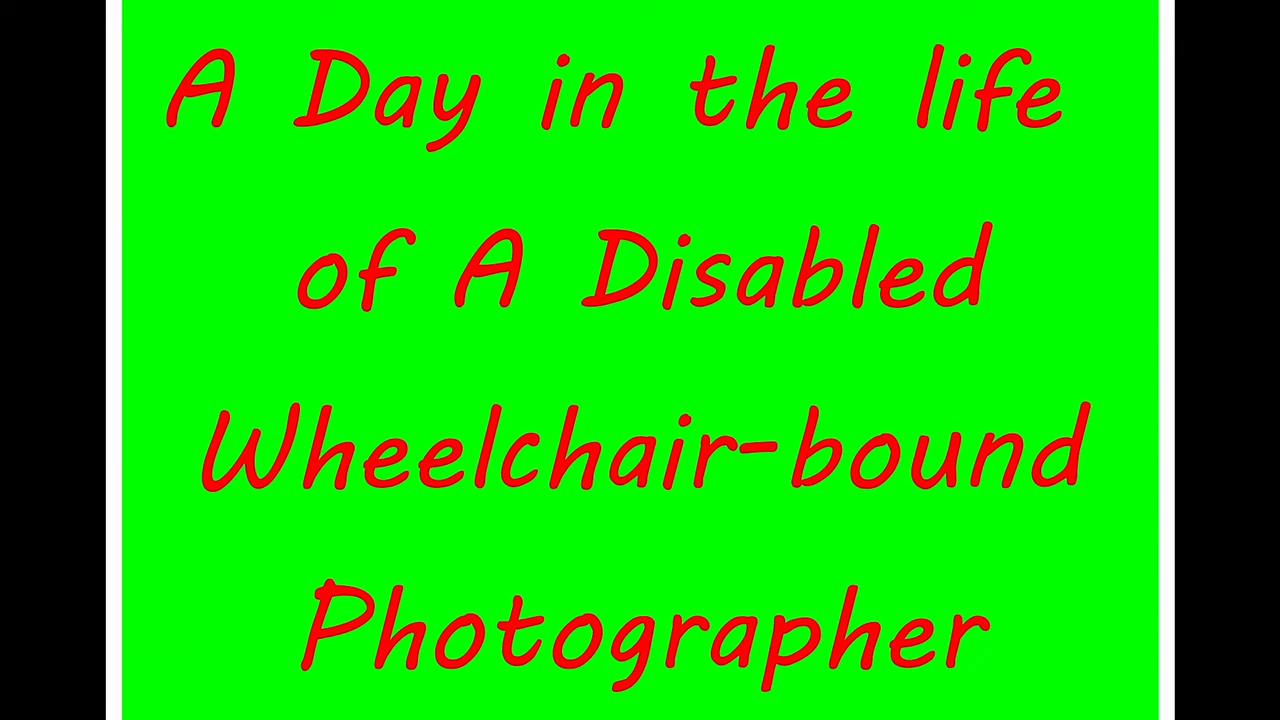 A Day in the life
of A Disabled
Wheelchair-bound
Photographer